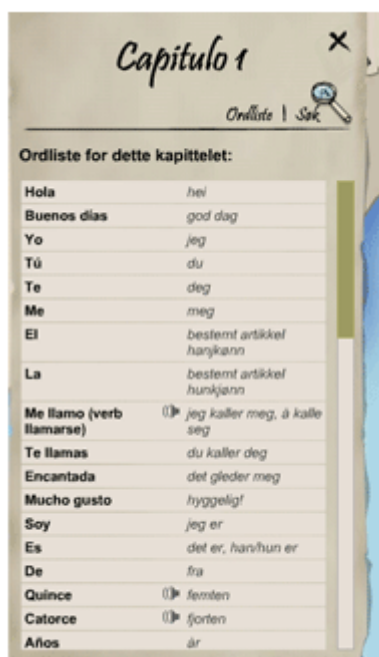 Capitulo 1
Ordliste | Søk
Ordliste for dette kapittelet:
Hola hei
Buenos días god dag
Yo jeg
Tú du
Te deg
Me meg
El bestemt artikkel
hankjønn
La bestemt artikkel
hunkjønn
Me llamo (verb jeg kaller meg, å kalle
llamarse) seg
Te llamas du kaller deg
Encantada det gleder meg
Mucho gusto hyggelig!
Soy jeg er
Es det er, han/hun er
De fra
Quince femten
Catorce fjorten
Años år